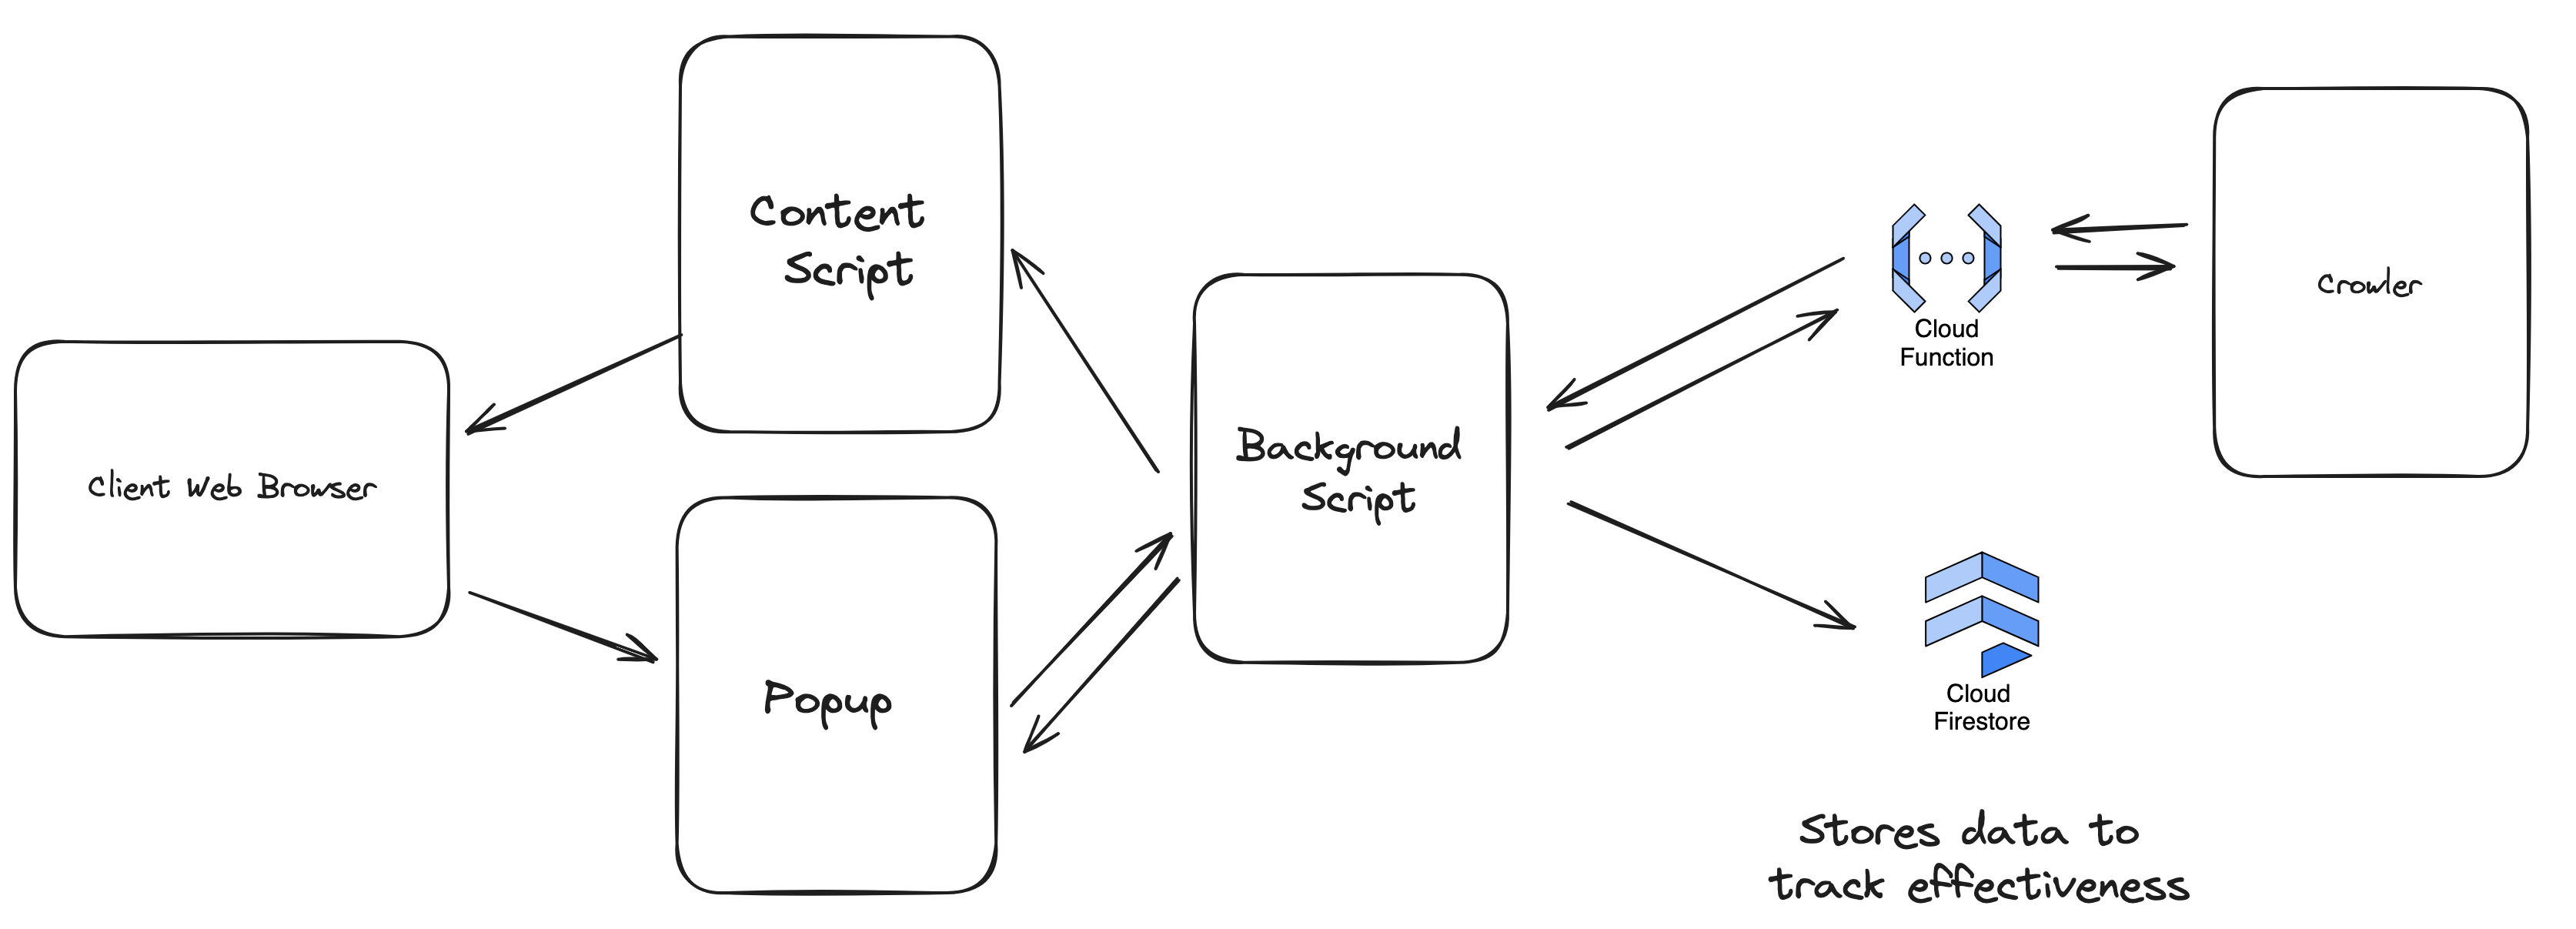 Content
Script
Client Web Browser
Popup
Background
Script
Cloud
Function
Crowler
Cloud
Firestore
Stores data to
track effectiveness